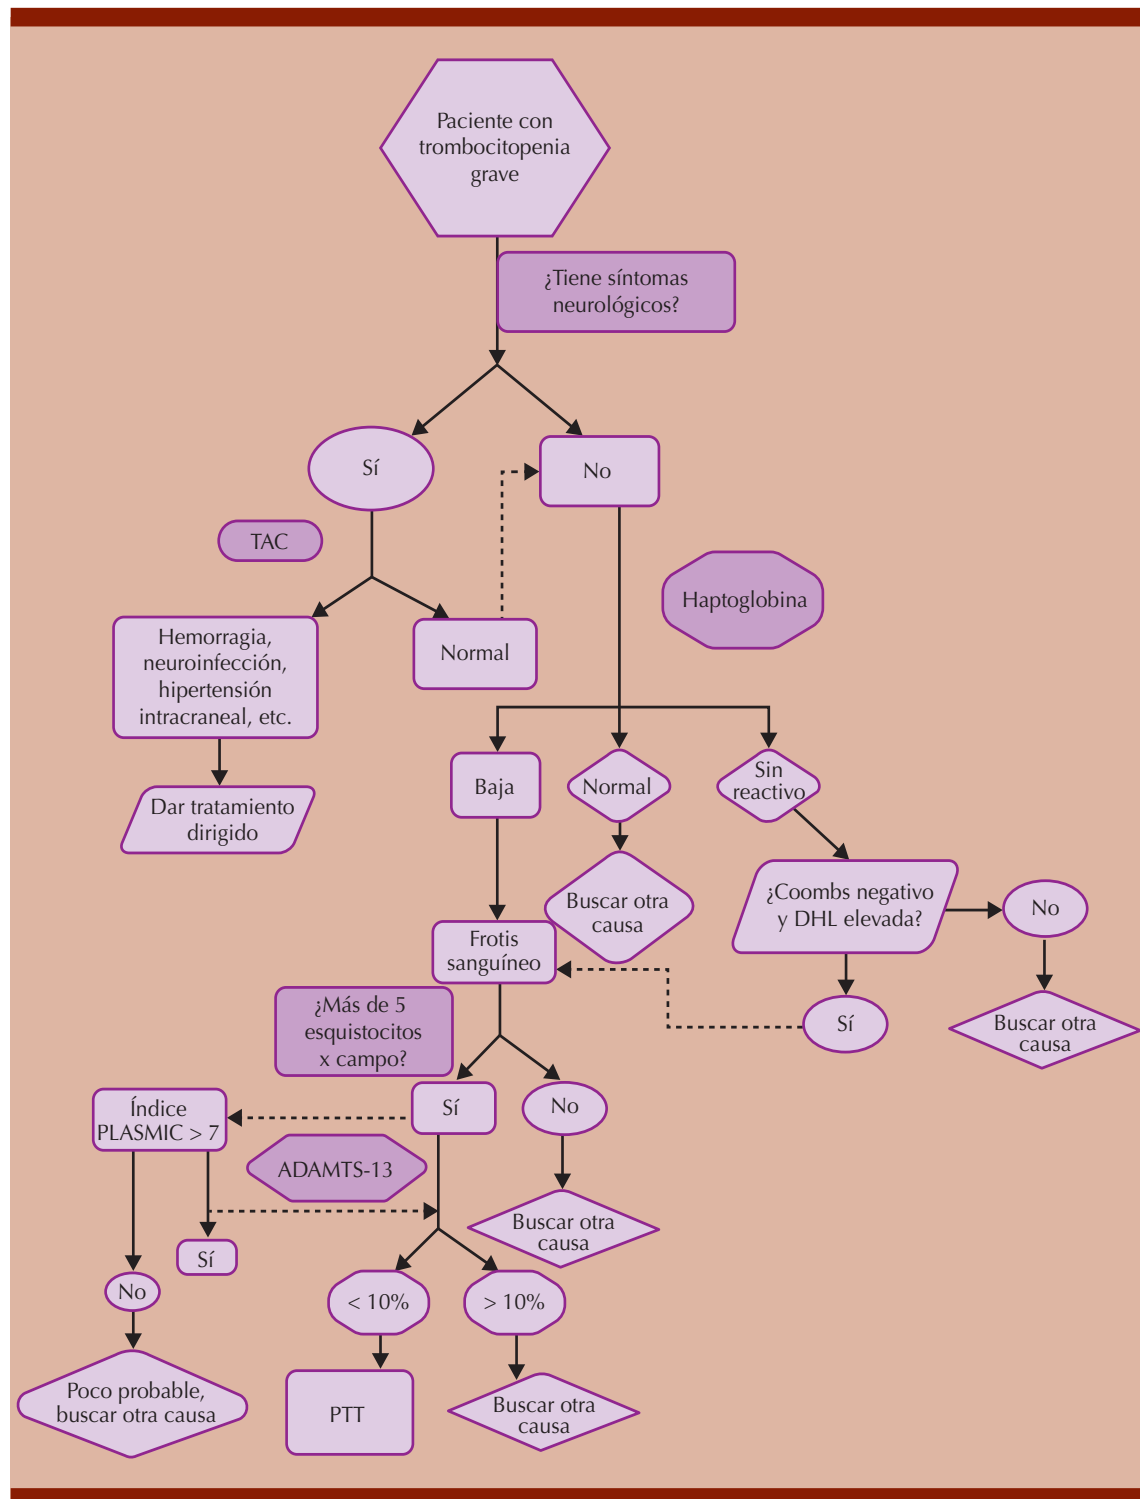 Paciente con
trombocitopenia
grave
¿Tiene síntomas
neurológicos?
Sí
No
TAC
Haptoglobina
Hemorragia,
neuroinfección,
hipertensión
intracraneal, etc.
Normal
Dar tratamiento
dirigido
Baja
Normal
Sin
reactivo
Buscar otra
causa
¿Coombs negativo
y DHL elevada?
No
Frotis
sanguíneo
Sí
Buscar otra
causa
¿Más de 5
esquistocitos
x campo?
Sí
No
Índice
PLASMIC > 7
ADAMTS-13
Buscar otra
causa
Sí
No
< 10%
> 10%
Poco probable,
buscar otra causa
PTT
Buscar otra
causa